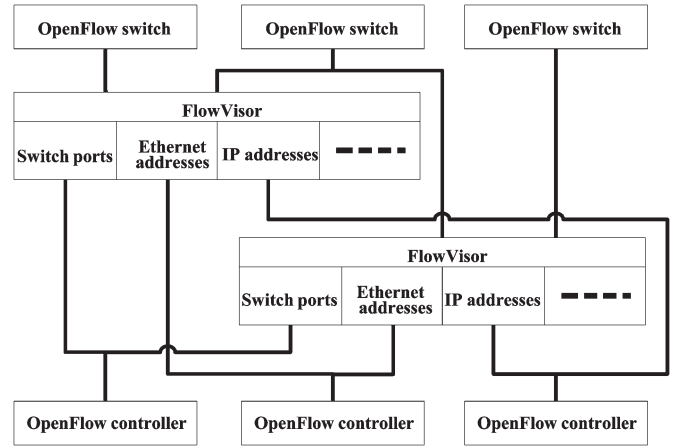 OpenFlow switch
OpenFlow switch
OpenFlow switch
FlowVisor
Switch ports
Ethernet
addresses
IP addresses
FlowVisor
Switch ports
Ethernet
addresses
IP addresses
OpenFlow controller
OpenFlow controller
OpenFlow controller